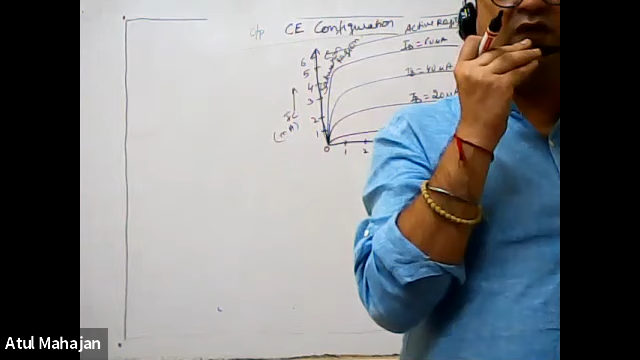 o/p CE Configuration
Active Region
IB = 60 µA
IB = 40 µA
IB = 20 µA
6
5
4
3
2
1
IC
(mA)
0 1 2
Atul Mahajan